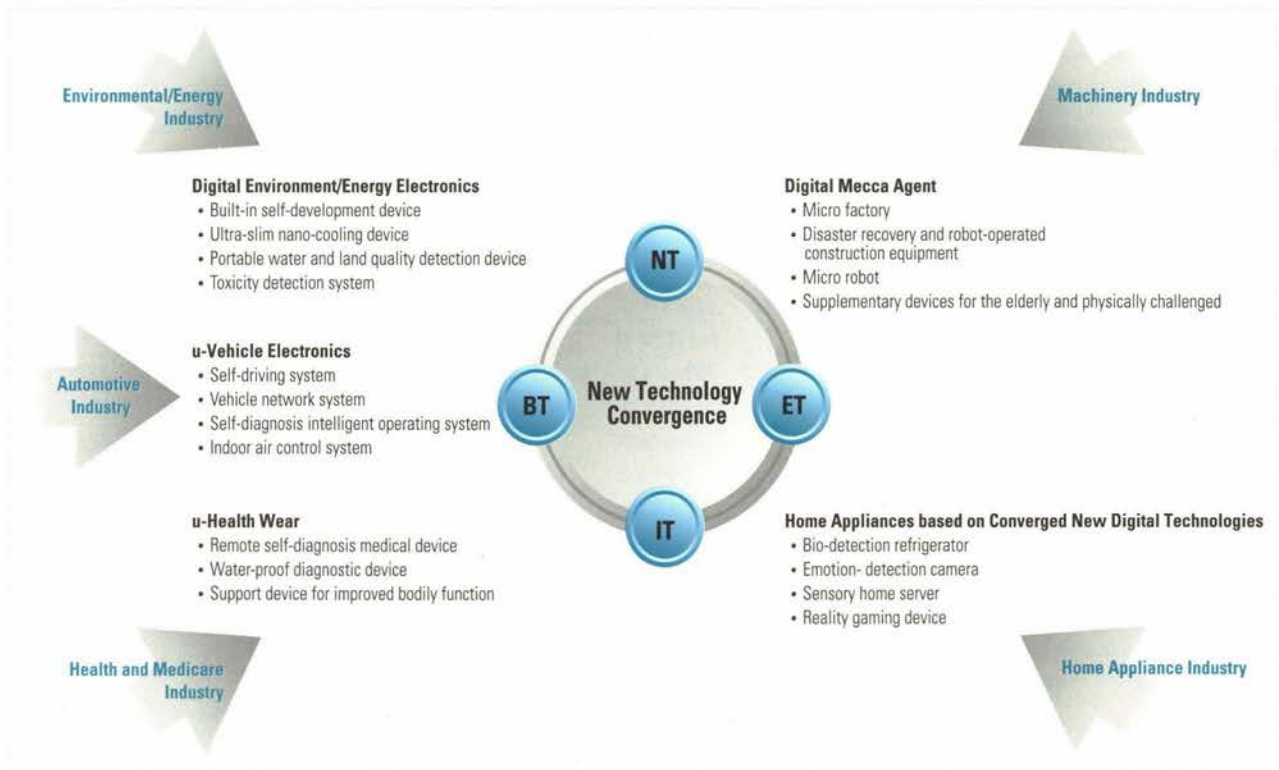 Environmental/Energy
Industry
Machinery Industry
Digital Environment/Energy Electronics
• Built-in self-development device
• Ultra-slim nano-cooling device
• Portable water and land quality detection device
• Toxicity detection system
Digital Mecca Agent
• Micro factory
• Disaster recovery and robot-operated
construction equipment
• Micro robot
• Supplementary devices for the elderly and physically challenged
NT
Automotive
Industry
u-Vehicle Electronics
• Self-driving system
• Vehicle network system
• Self-diagnosis intelligent operating system
• Indoor air control system
BT
New Technology
Convergence
ET
IT
u-Health Wear
• Remote self-diagnosis medical device
• Water-proof diagnostic device
• Support device for improved bodily function
Home Appliances based on Converged New Digital Technologies
• Bio-detection refrigerator
• Emotion- detection camera
• Sensory home server
• Reality gaming device
Health and Medicare
Industry
Home Appliance Industry